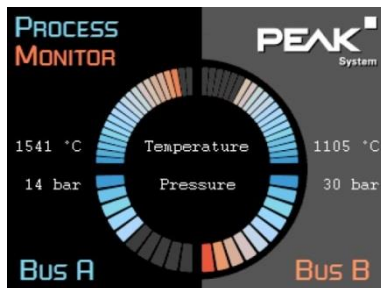 PROCESS
MONITOR
PEAK
System
1541 °C
Temperature
1105 °C
14 bar
Pressure
30 bar
BUS A
BUS B